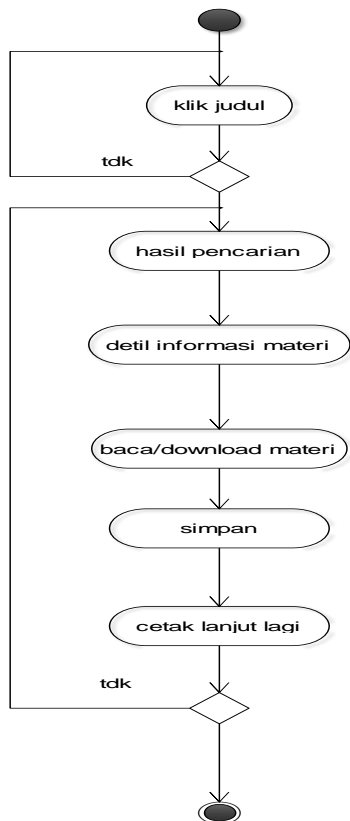 klik judul
tdk
hasil pencarian
detil informasi materi
baca/download materi
simpan
cetak lanjut lagi
tdk